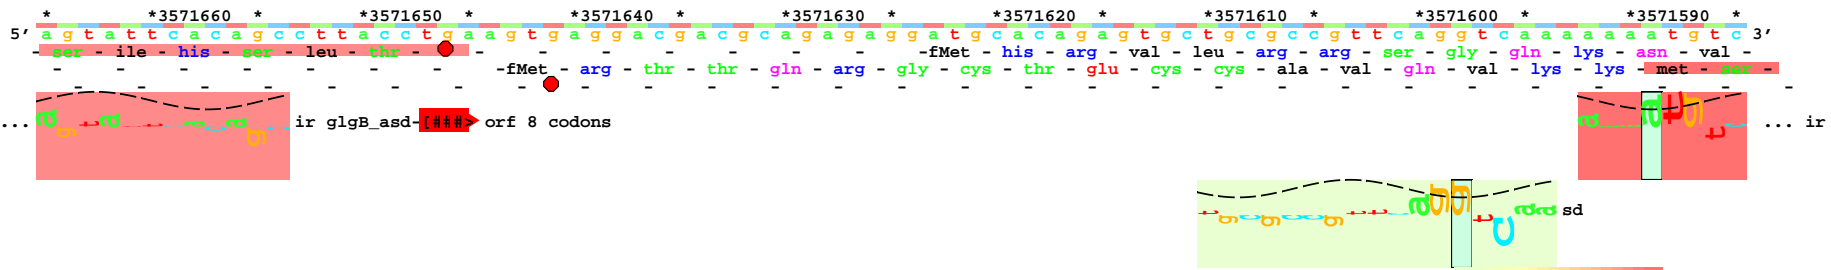 * *3571660 * *3571650 * *3571640 * *3571630 * *3571620 * *3571610 * *3571600 * *3571590 *
5' a g t a t t c a c a g c c t t a c c t g a a g t g a g g a c g a c g c a g a g a g g a t g c a c a g a g t g c t g c g c c g t t c a g g t c a a a a a a a t g t c 3'
- ser - ile - his - ser - leu - thr - - - - - - - - -fMet - his - arg - val - leu - arg - arg - ser - gly - gln - lys - asn - val -
- - - - - - - -fMet - arg - thr - thr - gln - arg - gly - cys - thr - glu - cys - cys - ala - val - gln - val - lys - lys - met - ser -
- - - - - - - - - - - - - - - - - - - - - - - - - - - -
... a g t a t t c a c a g c ir glgB_asd-[###> orf 8 codons a a a a t g t c ... ir
t g c g c c g t t c a g g t c a a sd